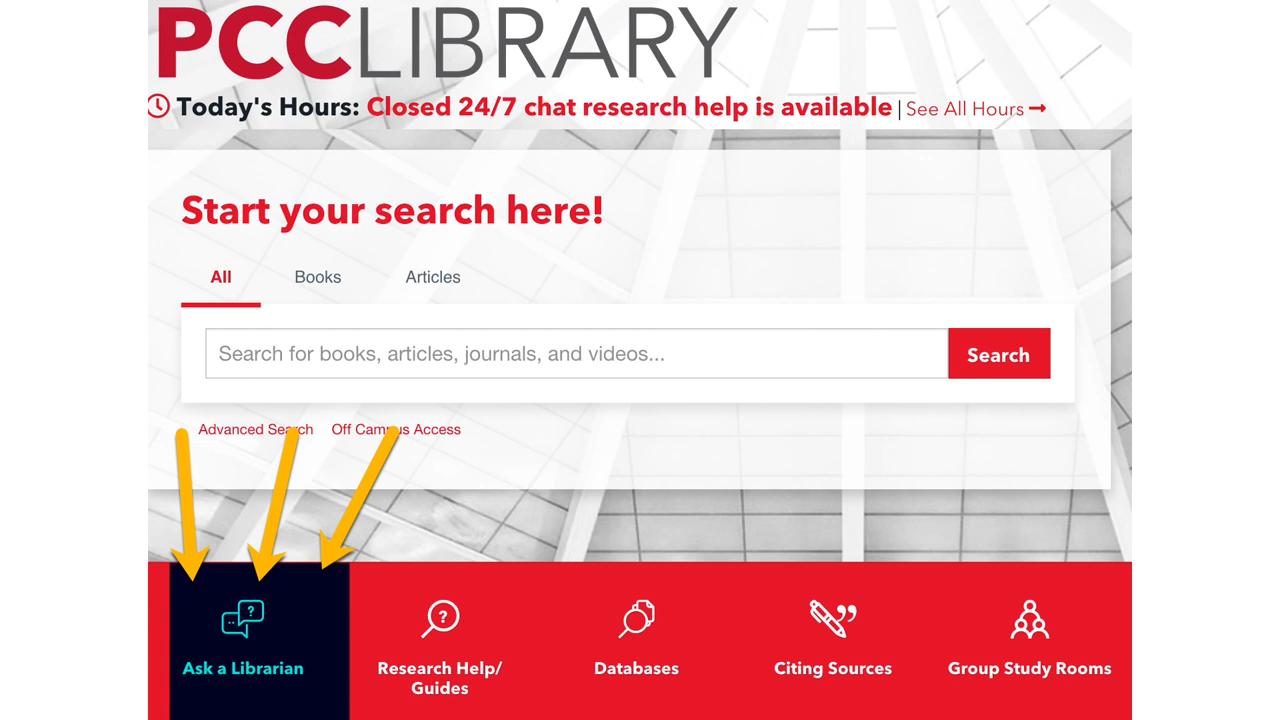 PCCLIBRARY
Today's Hours: Closed 24/7 chat research help is available | See All Hours →
Start your search here!
All Books Articles
Search for books, articles, journals, and videos... Search
Advanced Search Off Campus Access
Ask a Librarian
Research Help/
Guides
Databases
Citing Sources
Group Study Rooms